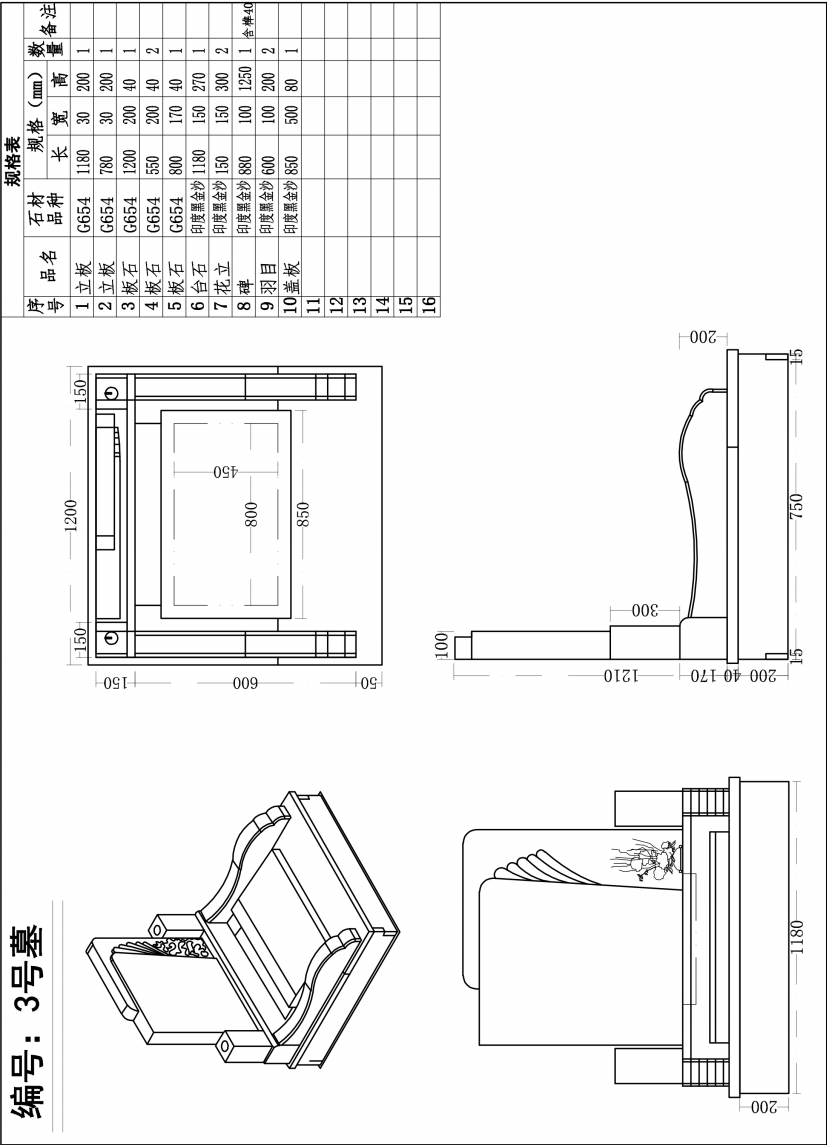 编号：3号墓
规格表
序号 品名 石材品种 规格（mm） 数量 备注
长 宽 高
1 立板 G654 1180 30 200 1
2 立板 G654 780 30 200 1
3 板石 G654 1200 200 40 1
4 板石 G654 550 200 40 2
5 板石 G654 800 170 40 1
6 台石 印度黑金沙 1180 150 270 1
7 花立 印度黑金沙 150 150 300 2
8 碑 印度黑金沙 880 100 1250 1 含榫40
9 羽目 印度黑金沙 600 100 200 2
10 盖板 印度黑金沙 850 500 80 1
11
12
13
14
15
16
1200
150
150
450
800
850
150
600
50
100
300
200
1210
170
40
200
15
750
15
200
1180